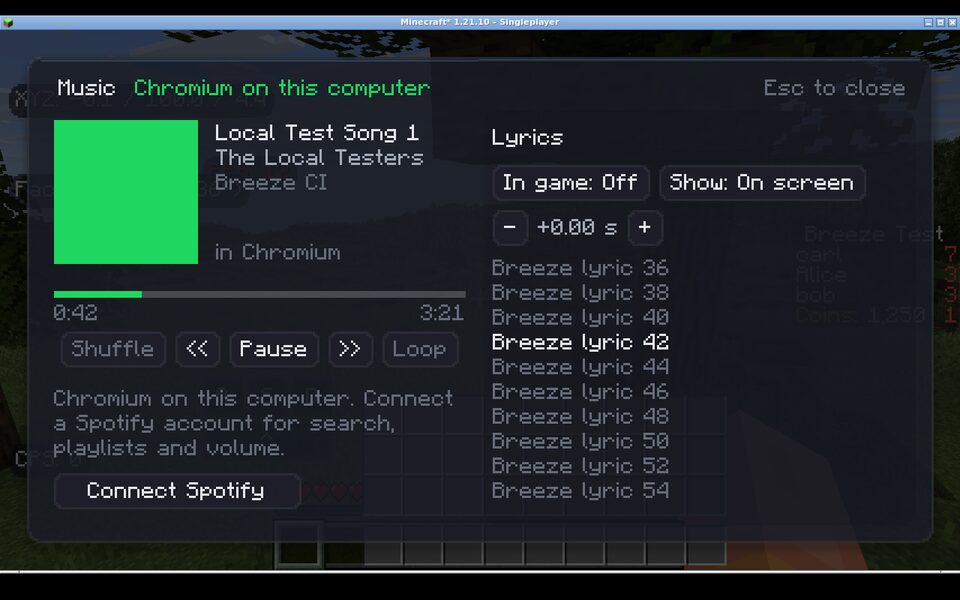 Minecraft* 1.21.10 - Singleplayer
Music Chromium on this computer
Esc to close
Local Test Song 1
The Local Testers
Breeze CI
in Chromium
0:42
3:21
Shuffle
<<
Pause
>>
Loop
Chromium on this computer. Connect
a Spotify account for search,
playlists and volume.
Connect Spotify
Lyrics
In game: Off
Show: On screen
- +0.00 s +
Breeze lyric 36
Breeze lyric 38
Breeze lyric 40
Breeze lyric 42
Breeze lyric 44
Breeze lyric 46
Breeze lyric 48
Breeze lyric 50
Breeze lyric 52
Breeze lyric 54
Breeze Test
carl 7
Alice 3
bob 3
Coins: 1,250 1